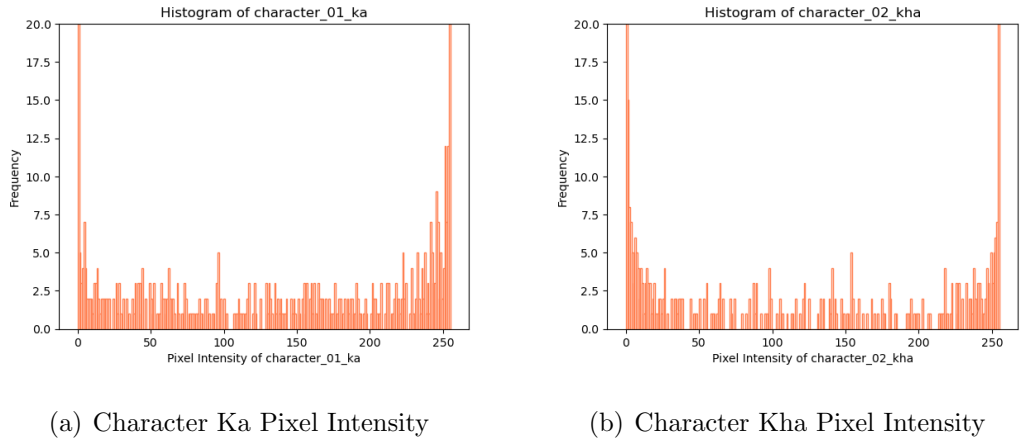 Histogram of character_01_ka
20.0
17.5
15.0
12.5
10.0
7.5
5.0
2.5
0.0
Frequency
0 50 100 150 200 250
Pixel Intensity of character_01_ka
(a) Character Ka Pixel Intensity
Histogram of character_02_kha
20.0
17.5
15.0
12.5
10.0
7.5
5.0
2.5
0.0
Frequency
0 50 100 150 200 250
Pixel Intensity of character_02_kha
(b) Character Kha Pixel Intensity